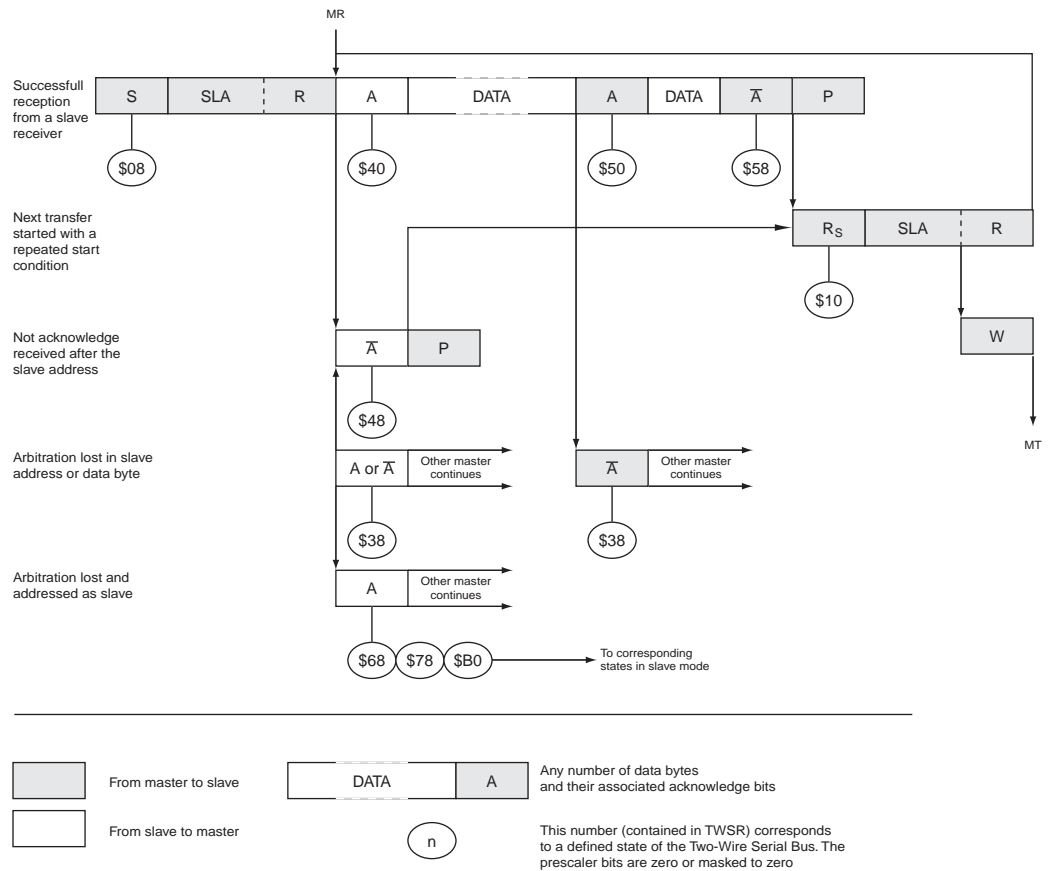 MR
Successfull
reception
from a slave
receiver
S SLA R A DATA A DATA A̅ P
$08 $40 $50 $58
Next transfer
started with a
repeated start
condition
RS SLA R
$10
Not acknowledge
received after the
slave address
A̅ P
W
$48
MT
Arbitration lost in slave
address or data byte
A or A̅
Other master
continues
A̅
Other master
continues
$38 $38
Arbitration lost and
addressed as slave
A
Other master
continues
$68 $78 $B0
To corresponding
states in slave mode
From master to slave
DATA A
Any number of data bytes
and their associated acknowledge bits
From slave to master
n
This number (contained in TWSR) corresponds
to a defined state of the Two-Wire Serial Bus. The
prescaler bits are zero or masked to zero